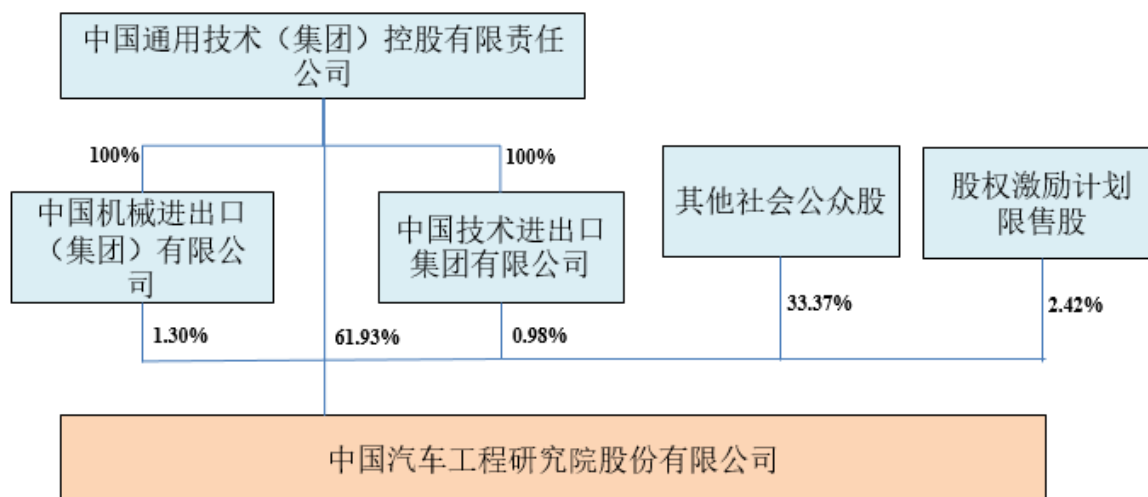 中国通用技术（集团）控股有限责任
公司
100%
100%
中国机械进出口
（集团）有限公
司
中国技术进出口
集团有限公司
其他社会公众股
股权激励计划
限售股
1.30%
61.93%
0.98%
33.37%
2.42%
中国汽车工程研究院股份有限公司